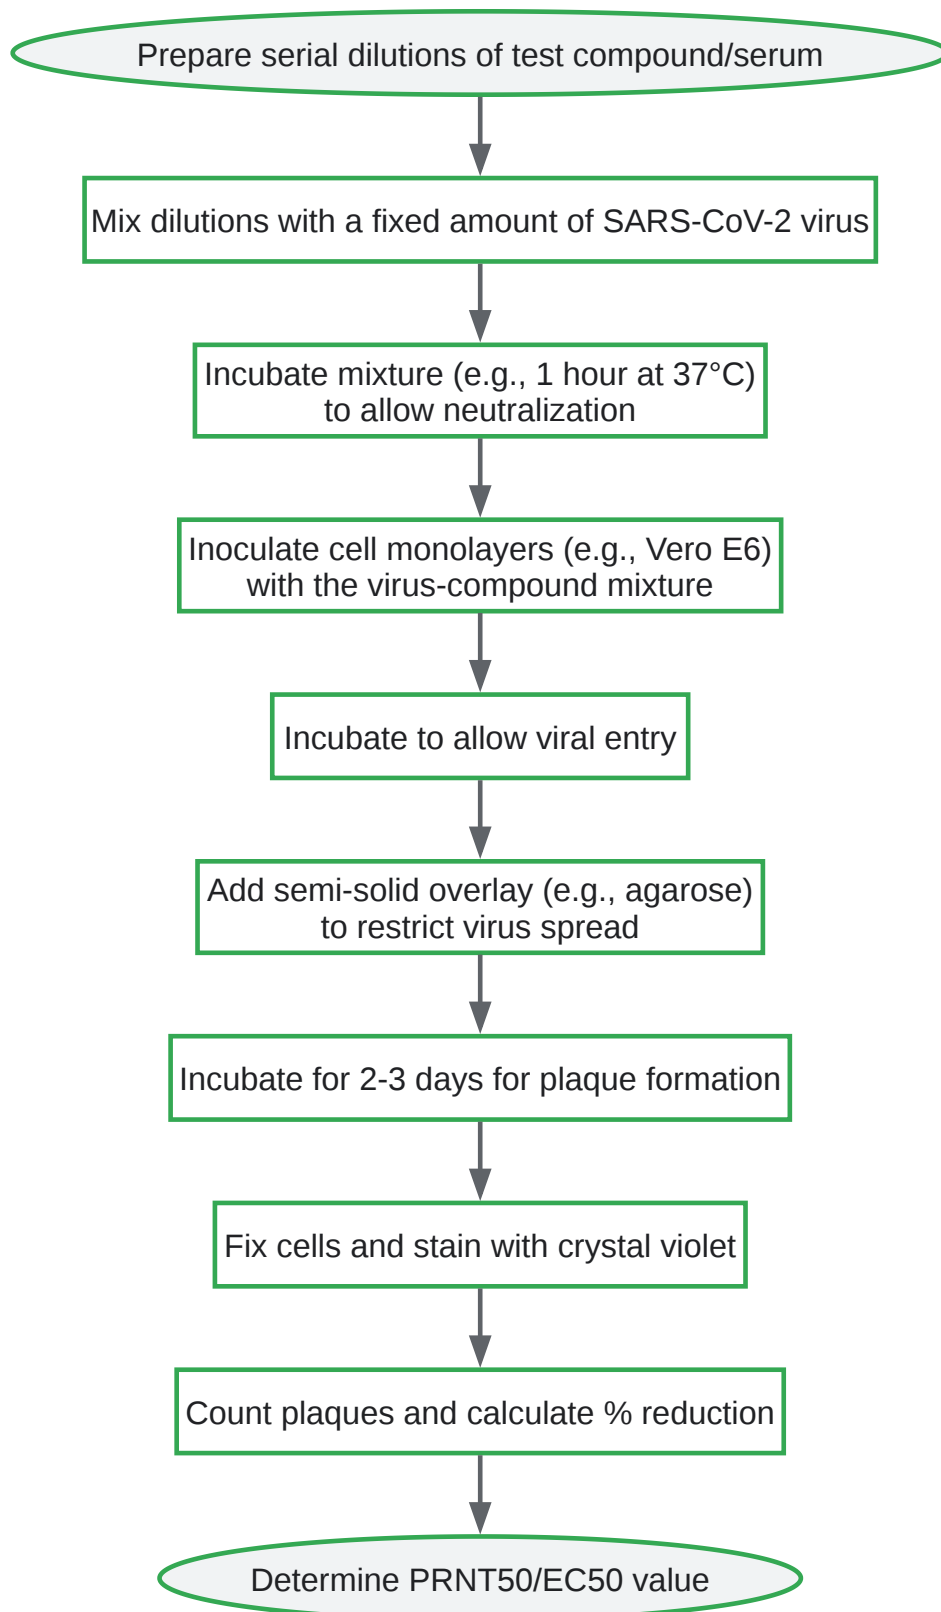 Prepare serial dilutions of test compound/serum
Mix dilutions with a fixed amount of SARS-CoV-2 virus
Incubate mixture (e.g., 1 hour at 37°C)
to allow neutralization
Inoculate cell monolayers (e.g., Vero E6)
with the virus-compound mixture
Incubate to allow viral entry
Add semi-solid overlay (e.g., agarose)
to restrict virus spread
Incubate for 2-3 days for plaque formation
Fix cells and stain with crystal violet
Count plaques and calculate % reduction
Determine PRNT50/EC50 value